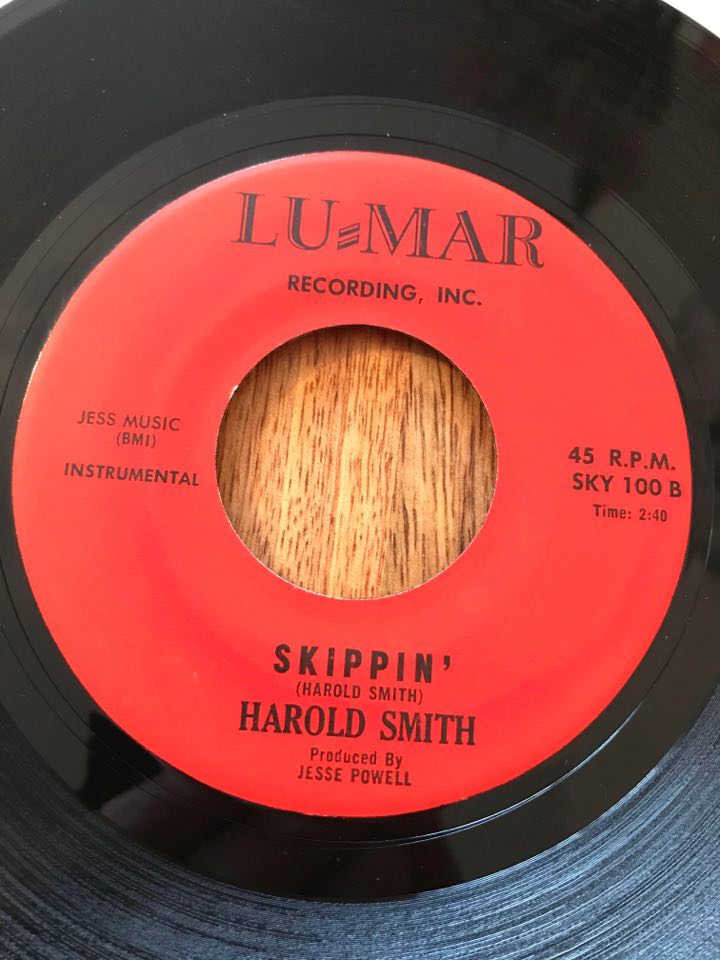 LU=MAR
RECORDING, INC.
JESS MUSIC
(BMI)
INSTRUMENTAL
45 R.P.M.
SKY 100 B
Time: 2:40
SKIPPIN'
(HAROLD SMITH)
HAROLD SMITH
Produced By
JESSE POWELL